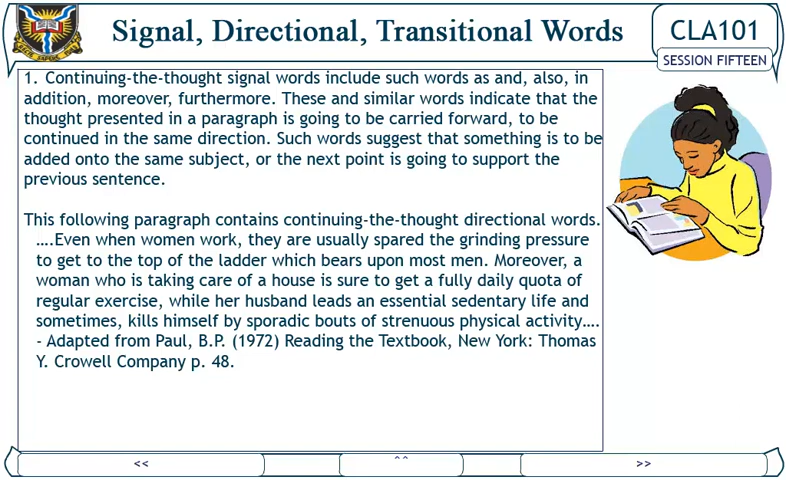 Signal, Directional, Transitional Words
CLA101
SESSION FIFTEEN
1. Continuing-the-thought signal words include such words as and, also, in
addition, moreover, furthermore. These and similar words indicate that the
thought presented in a paragraph is going to be carried forward, to be
continued in the same direction. Such words suggest that something is to be
added onto the same subject, or the next point is going to support the
previous sentence.
This following paragraph contains continuing-the-thought directional words.
....Even when women work, they are usually spared the grinding pressure
to get to the top of the ladder which bears upon most men. Moreover, a
woman who is taking care of a house is sure to get a fully daily quota of
regular exercise, while her husband leads an essential sedentary life and
sometimes, kills himself by sporadic bouts of strenuous physical activity....
- Adapted from Paul, B.P. (1972) Reading the Textbook, New York: Thomas
Y. Crowell Company p. 48.
<<
^^
>>